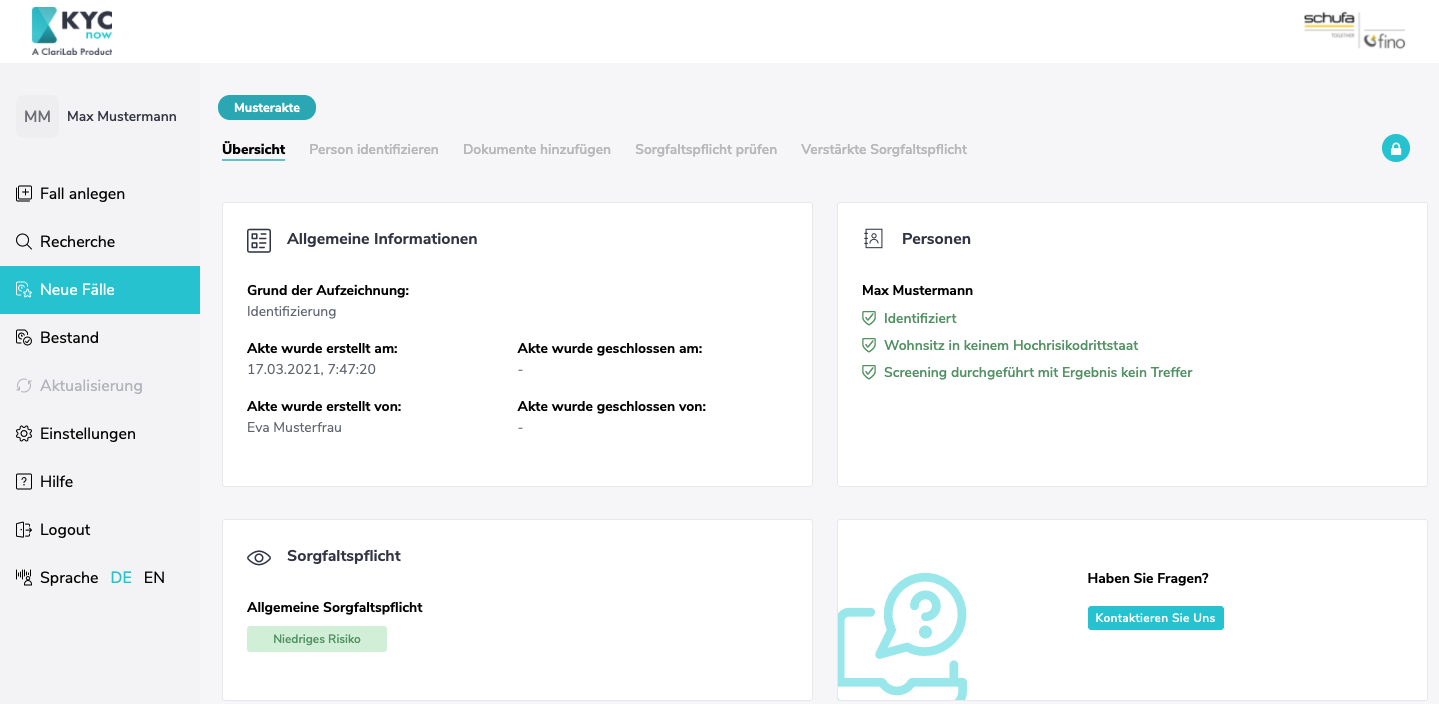 KYC
now
A ClariLab Product
schufa
TOGETHER
fino
MM Max Mustermann
Fall anlegen
Recherche
Neue Fälle
Bestand
Aktualisierung
Einstellungen
Hilfe
Logout
Sprache DE EN
Musterakte
Übersicht Person identifizieren Dokumente hinzufügen Sorgfaltspflicht prüfen Verstärkte Sorgfaltspflicht
Allgemeine Informationen
Grund der Aufzeichnung:
Identifizierung
Akte wurde erstellt am: Akte wurde geschlossen am:
17.03.2021, 7:47:20 -
Akte wurde erstellt von: Akte wurde geschlossen von:
Eva Musterfrau -
Personen
Max Mustermann
Identifiziert
Wohnsitz in keinem Hochrisikodrittstaat
Screening durchgeführt mit Ergebnis kein Treffer
Sorgfaltspflicht
Allgemeine Sorgfaltspflicht
Niedriges Risiko
Haben Sie Fragen?
Kontaktieren Sie Uns